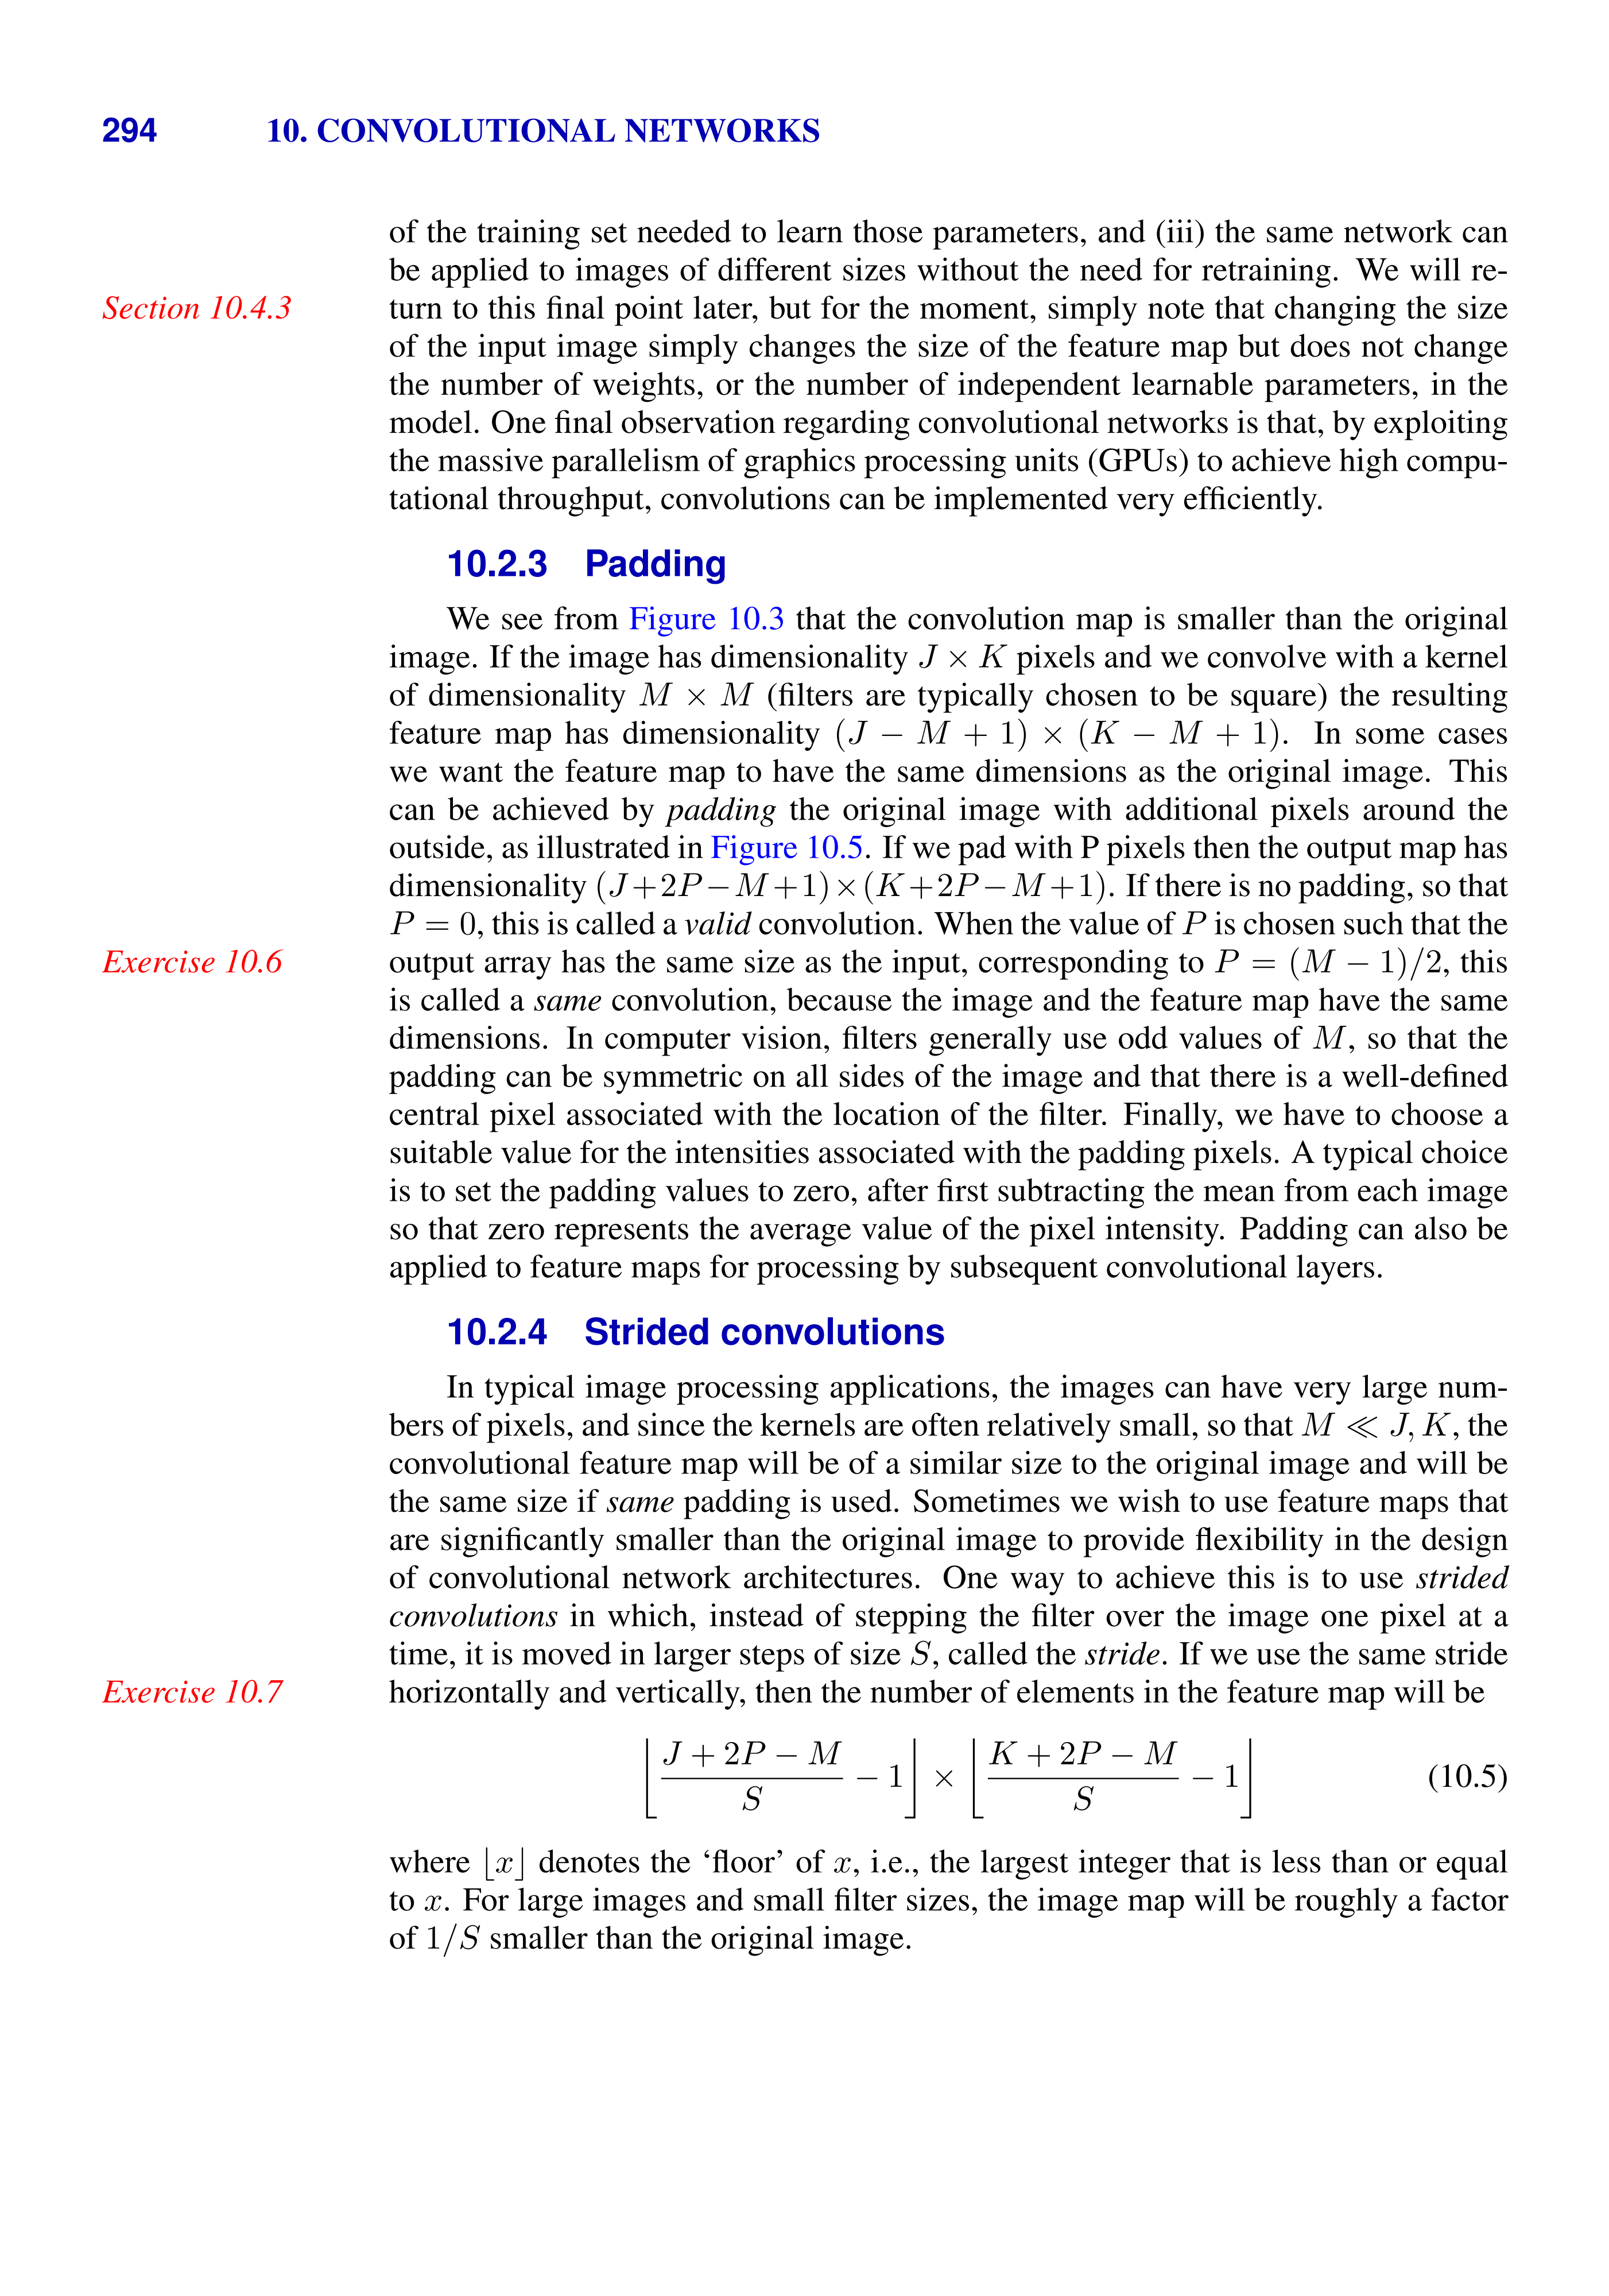 294 10. CONVOLUTIONAL NETWORKS
of the training set needed to learn those parameters, and (iii) the same network can
be applied to images of different sizes without the need for retraining. We will re-
Section 10.4.3
turn to this final point later, but for the moment, simply note that changing the size
of the input image simply changes the size of the feature map but does not change
the number of weights, or the number of independent learnable parameters, in the
model. One final observation regarding convolutional networks is that, by exploiting
the massive parallelism of graphics processing units (GPUs) to achieve high compu-
tational throughput, convolutions can be implemented very efficiently.
10.2.3 Padding
We see from Figure 10.3 that the convolution map is smaller than the original
image. If the image has dimensionality J × K pixels and we convolve with a kernel
of dimensionality M × M (filters are typically chosen to be square) the resulting
feature map has dimensionality (J − M + 1) × (K − M + 1). In some cases
we want the feature map to have the same dimensions as the original image. This
can be achieved by padding the original image with additional pixels around the
outside, as illustrated in Figure 10.5. If we pad with P pixels then the output map has
dimensionality (J+2P−M+1)×(K+2P−M+1). If there is no padding, so that
P = 0, this is called a valid convolution. When the value of P is chosen such that the
Exercise 10.6
output array has the same size as the input, corresponding to P = (M − 1)/2, this
is called a same convolution, because the image and the feature map have the same
dimensions. In computer vision, filters generally use odd values of M, so that the
padding can be symmetric on all sides of the image and that there is a well-defined
central pixel associated with the location of the filter. Finally, we have to choose a
suitable value for the intensities associated with the padding pixels. A typical choice
is to set the padding values to zero, after first subtracting the mean from each image
so that zero represents the average value of the pixel intensity. Padding can also be
applied to feature maps for processing by subsequent convolutional layers.
10.2.4 Strided convolutions
In typical image processing applications, the images can have very large num-
bers of pixels, and since the kernels are often relatively small, so that M ≪ J, K, the
convolutional feature map will be of a similar size to the original image and will be
the same size if same padding is used. Sometimes we wish to use feature maps that
are significantly smaller than the original image to provide flexibility in the design
of convolutional network architectures. One way to achieve this is to use strided
convolutions in which, instead of stepping the filter over the image one pixel at a
time, it is moved in larger steps of size S, called the stride. If we use the same stride
Exercise 10.7
horizontally and vertically, then the number of elements in the feature map will be
⌊(J + 2P − M)/S − 1⌋ × ⌊(K + 2P − M)/S − 1⌋ (10.5)
where ⌊x⌋ denotes the ‘floor’ of x, i.e., the largest integer that is less than or equal
to x. For large images and small filter sizes, the image map will be roughly a factor
of 1/S smaller than the original image.